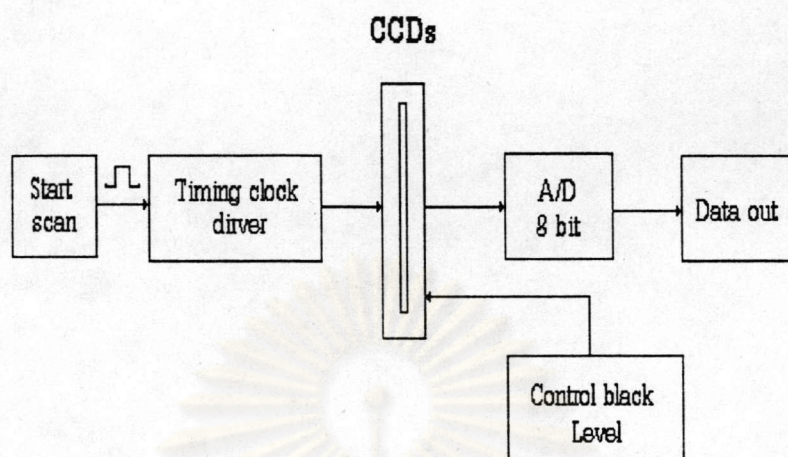 CCDs
Start
scan
Timing clock
dirver
A/D
8 bit
Data out
Control black
Level